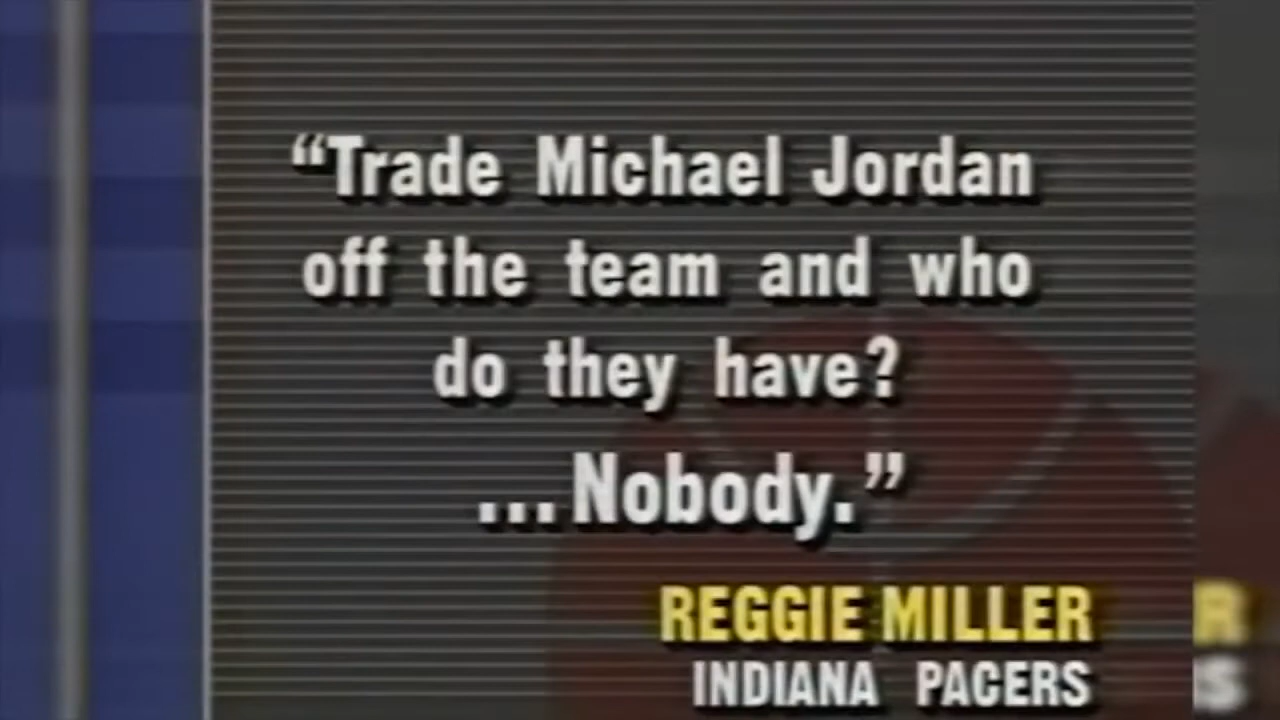 “Trade Michael Jordan
off the team and who
do they have?
...Nobody.”
REGGIE MILLER
INDIANA PACERS
R
S